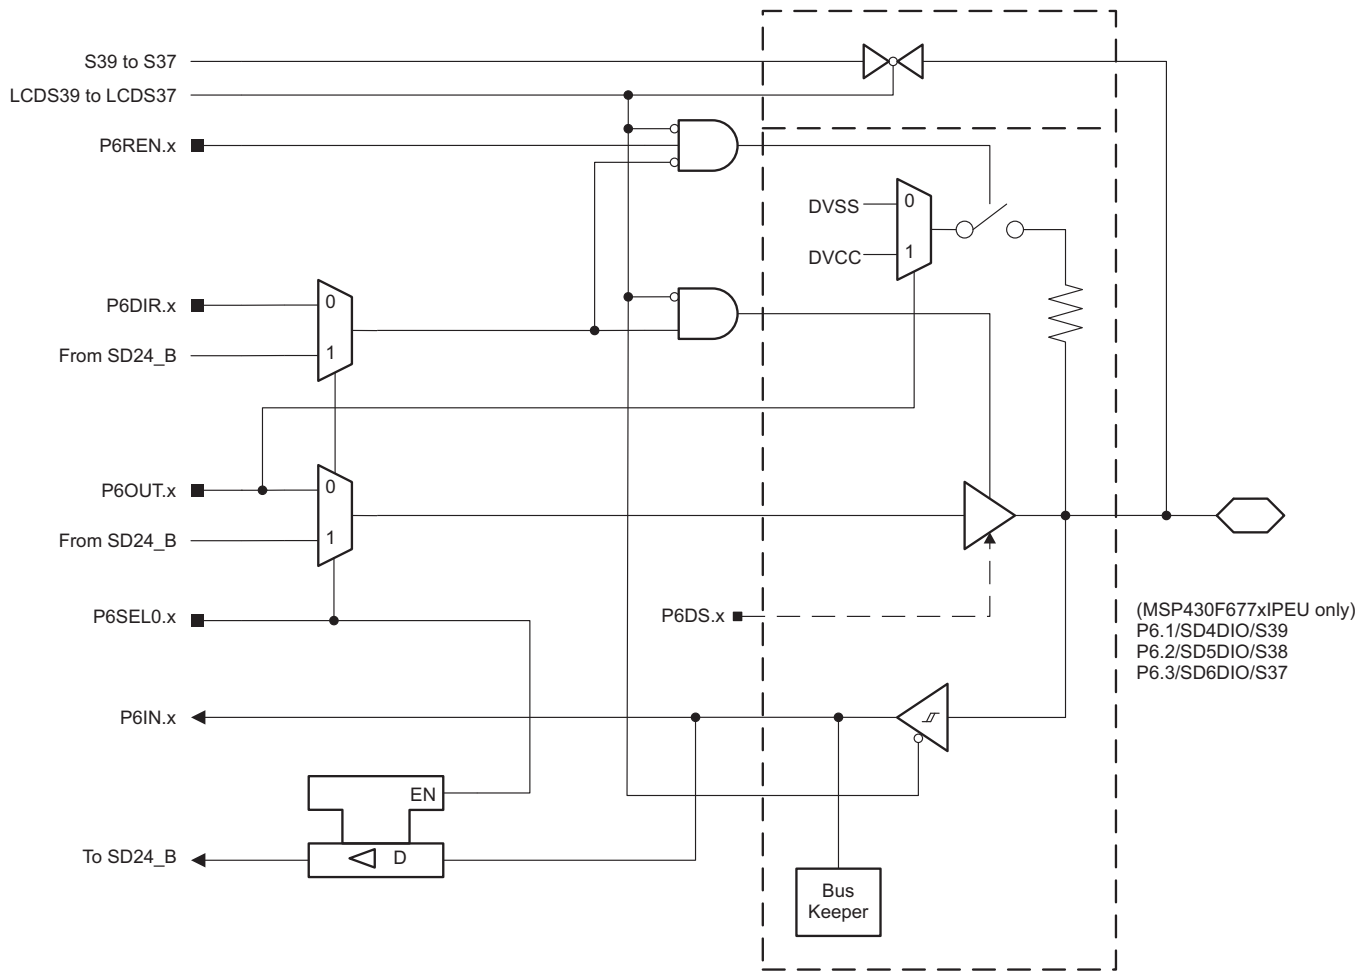 S39 to S37
LCDS39 to LCDS37
P6REN.x
DVSS
0
DVCC
1
P6DIR.x
0
From SD24_B
1
P6OUT.x
0
From SD24_B
1
P6SEL0.x
P6DS.x
(MSP430F677xIPEU only)
P6.1/SD4DIO/S39
P6.2/SD5DIO/S38
P6.3/SD6DIO/S37
P6IN.x
EN
To SD24_B
D
Bus
Keeper